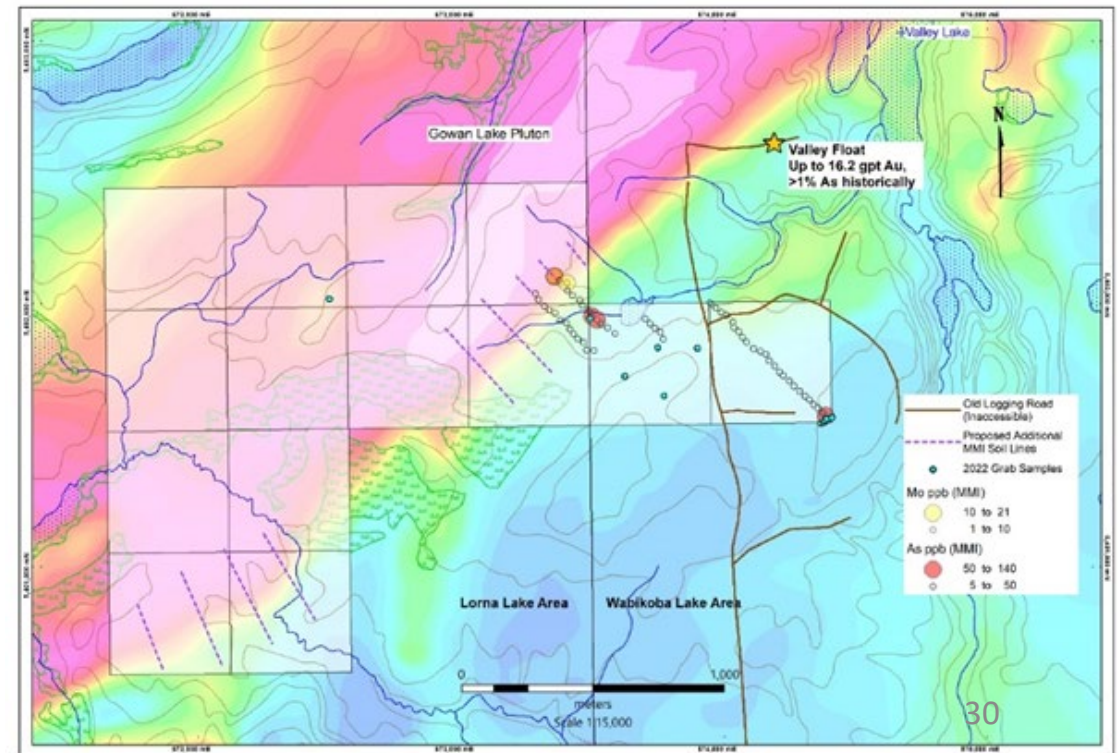 Valley Lake
N
Gowan Lake Pluton
Valley Float
Up to 16.2 gpt Au,
>1% As historically
Old Logging Road
(Inaccessible)
Proposed Additional
MMI Soil Lines
2022 Grab Samples
Mo ppb (MMI)
10 to 21
1 to 10
As ppb (MMI)
50 to 140
5 to 50
Lorna Lake Area
Wabikoba Lake Area
0
1,000
meters
Scale 1:15,000
30